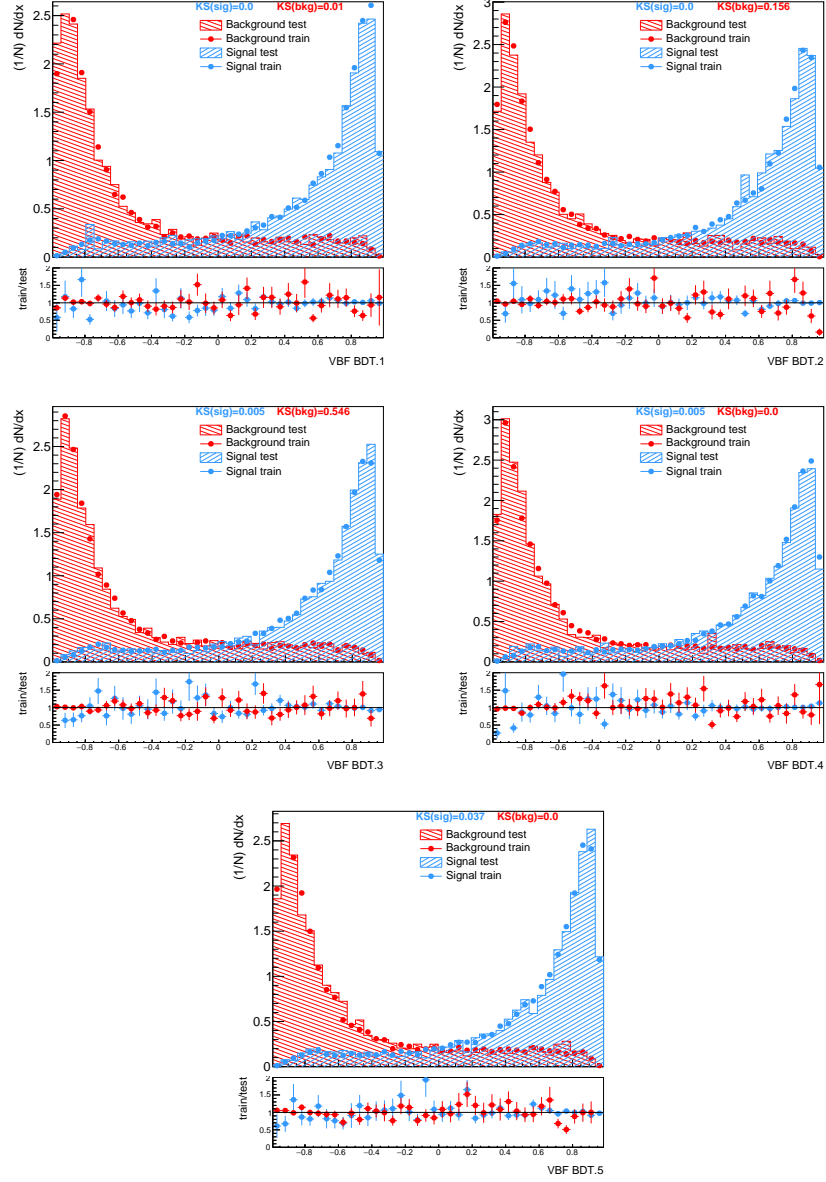 KS(sig)=0.0 KS(bkg)=0.01
(1/N) dN/dx
Background test
Background train
Signal test
Signal train
2.5
2
1.5
1
0.5
0
train/test
2
1.5
1
0.5
0
−0.8 −0.6 −0.4 −0.2 0 0.2 0.4 0.6 0.8
VBF BDT.1
KS(sig)=0.0 KS(bkg)=0.156
(1/N) dN/dx
Background test
Background train
Signal test
Signal train
3
2.5
2
1.5
1
0.5
0
train/test
2
1.5
1
0.5
0
−0.8 −0.6 −0.4 −0.2 0 0.2 0.4 0.6 0.8
VBF BDT.2
KS(sig)=0.005 KS(bkg)=0.546
(1/N) dN/dx
Background test
Background train
Signal test
Signal train
2.5
2
1.5
1
0.5
0
train/test
2
1.5
1
0.5
0
−0.8 −0.6 −0.4 −0.2 0 0.2 0.4 0.6 0.8
VBF BDT.3
KS(sig)=0.005 KS(bkg)=0.0
(1/N) dN/dx
Background test
Background train
Signal test
Signal train
3
2.5
2
1.5
1
0.5
0
train/test
2
1.5
1
0.5
0
−0.8 −0.6 −0.4 −0.2 0 0.2 0.4 0.6 0.8
VBF BDT.4
KS(sig)=0.037 KS(bkg)=0.0
(1/N) dN/dx
Background test
Background train
Signal test
Signal train
2.5
2
1.5
1
0.5
0
train/test
2
1.5
1
0.5
0
−0.8 −0.6 −0.4 −0.2 0 0.2 0.4 0.6 0.8
VBF BDT.5